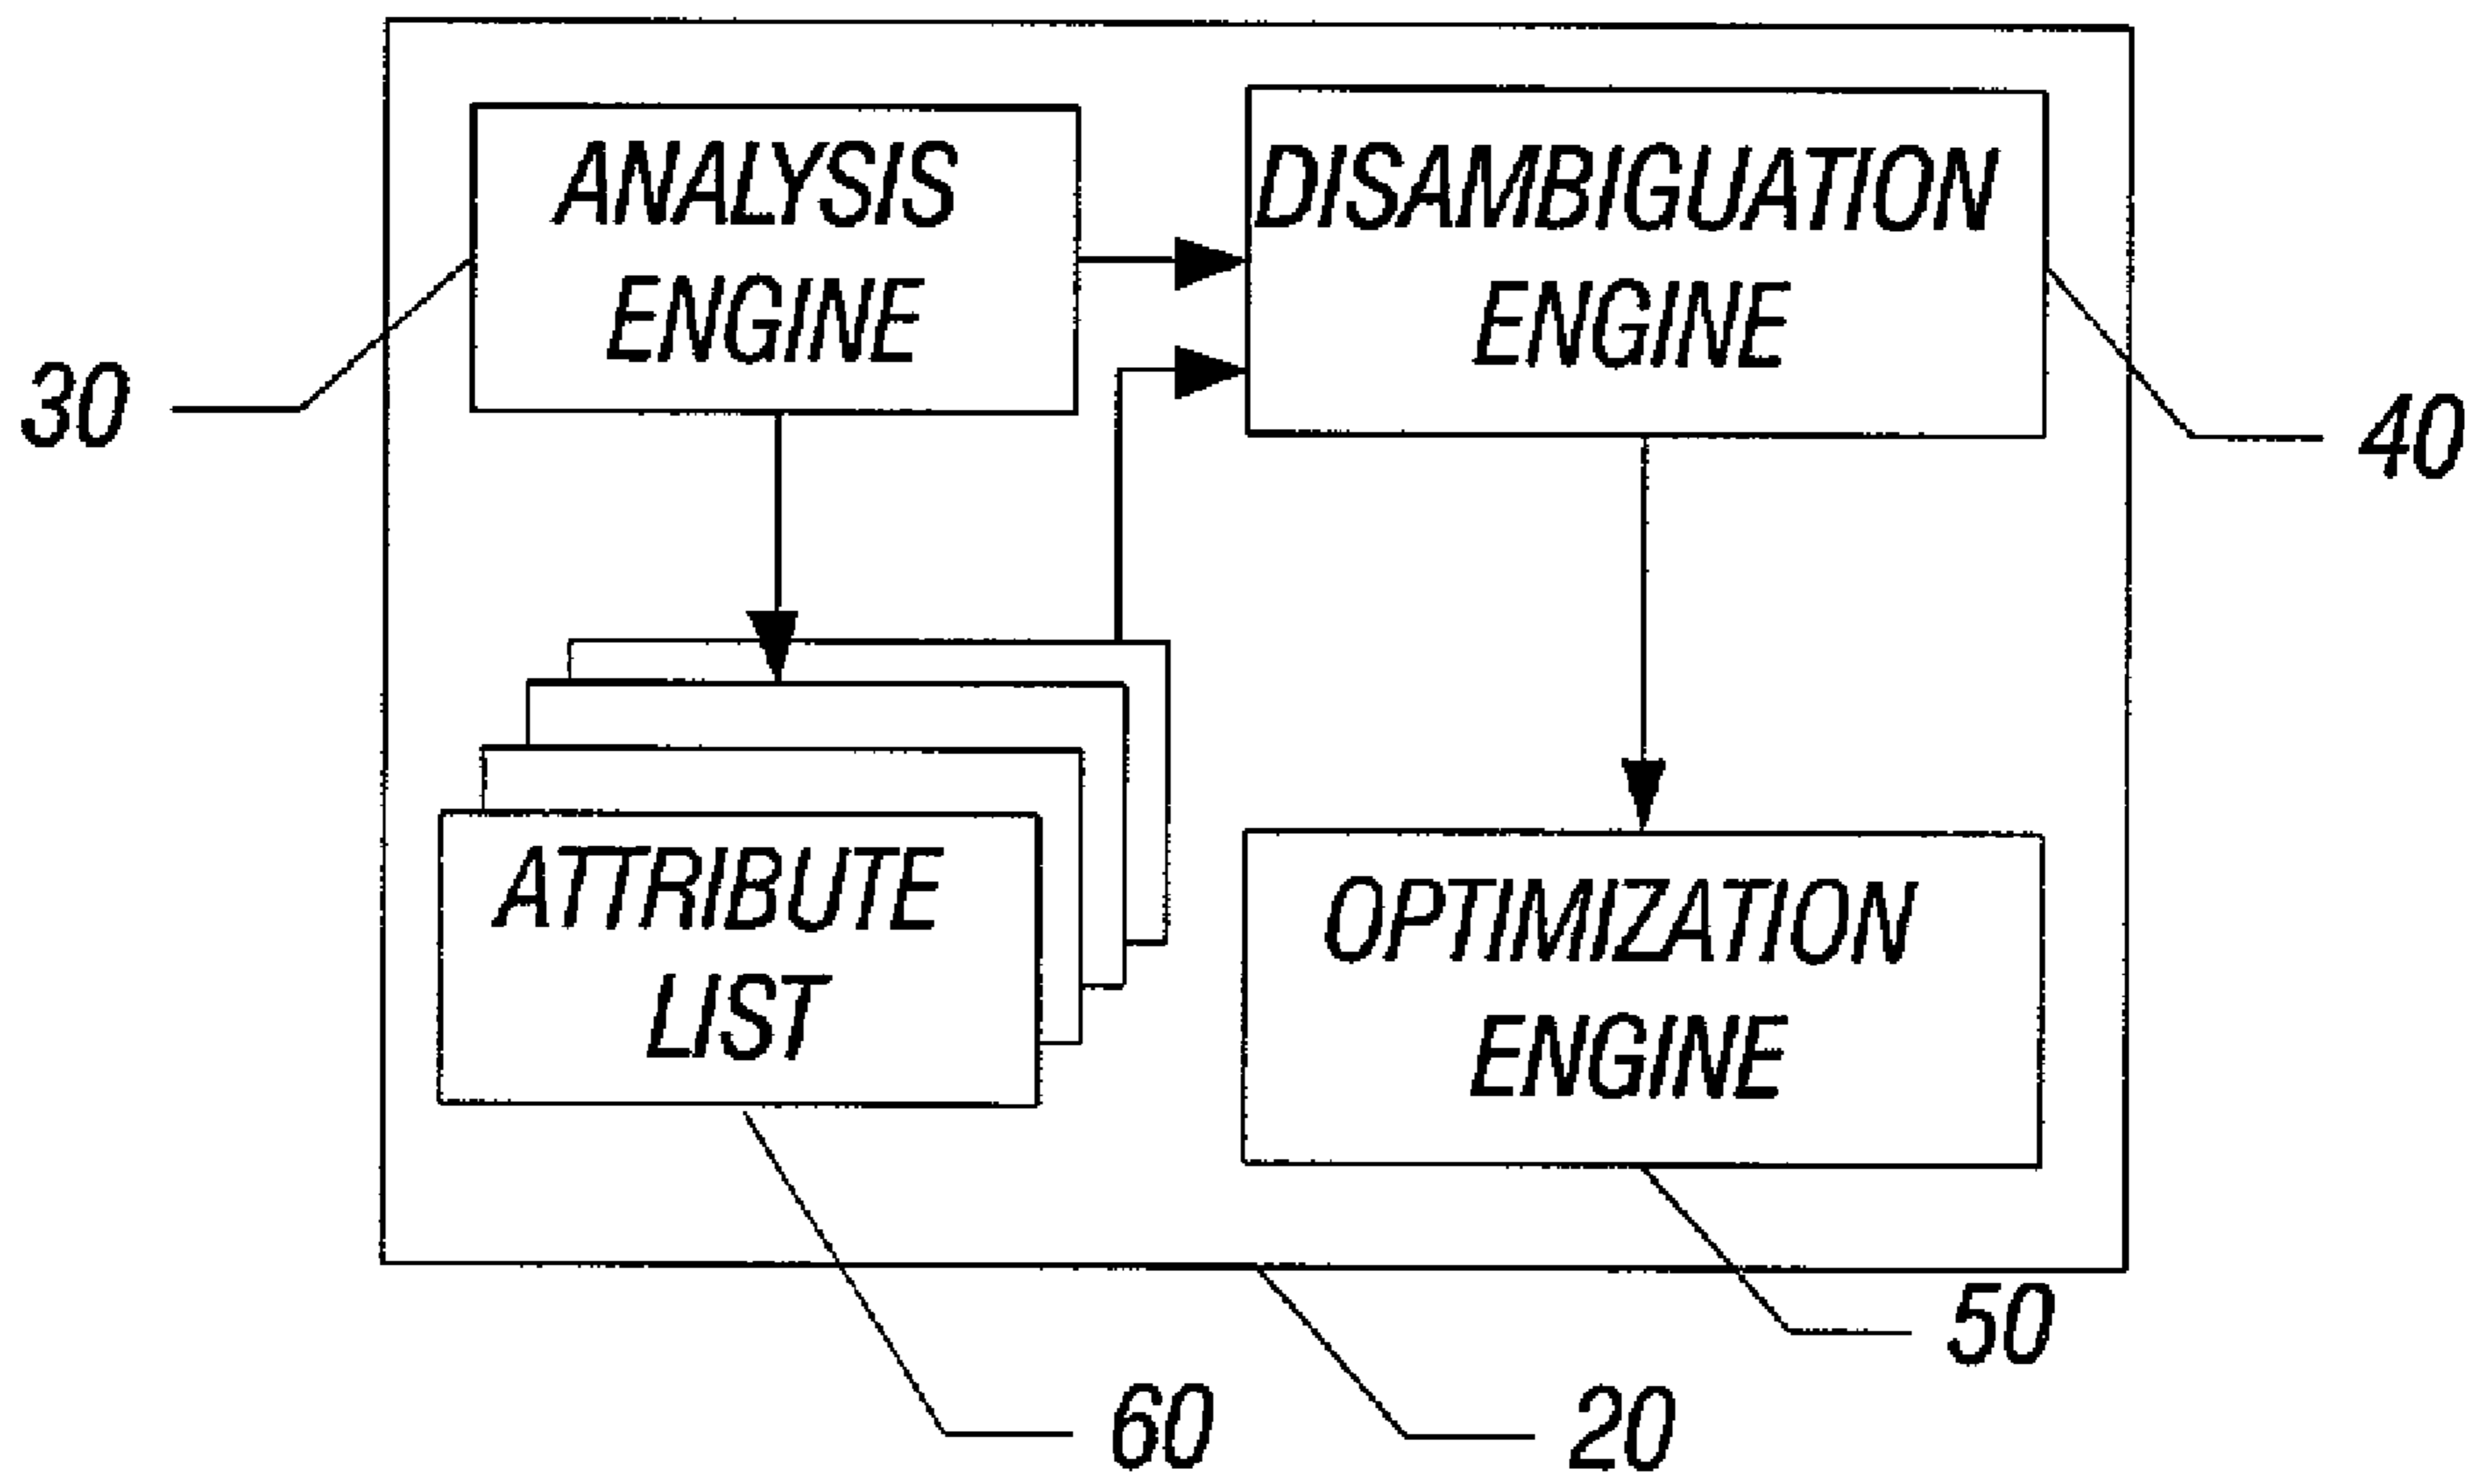 ANALYSIS
ENGINE
DISAMBIGUATION
ENGINE
30
40
ATTRIBUTE
LIST
OPTIMIZATION
ENGINE
50
60
20